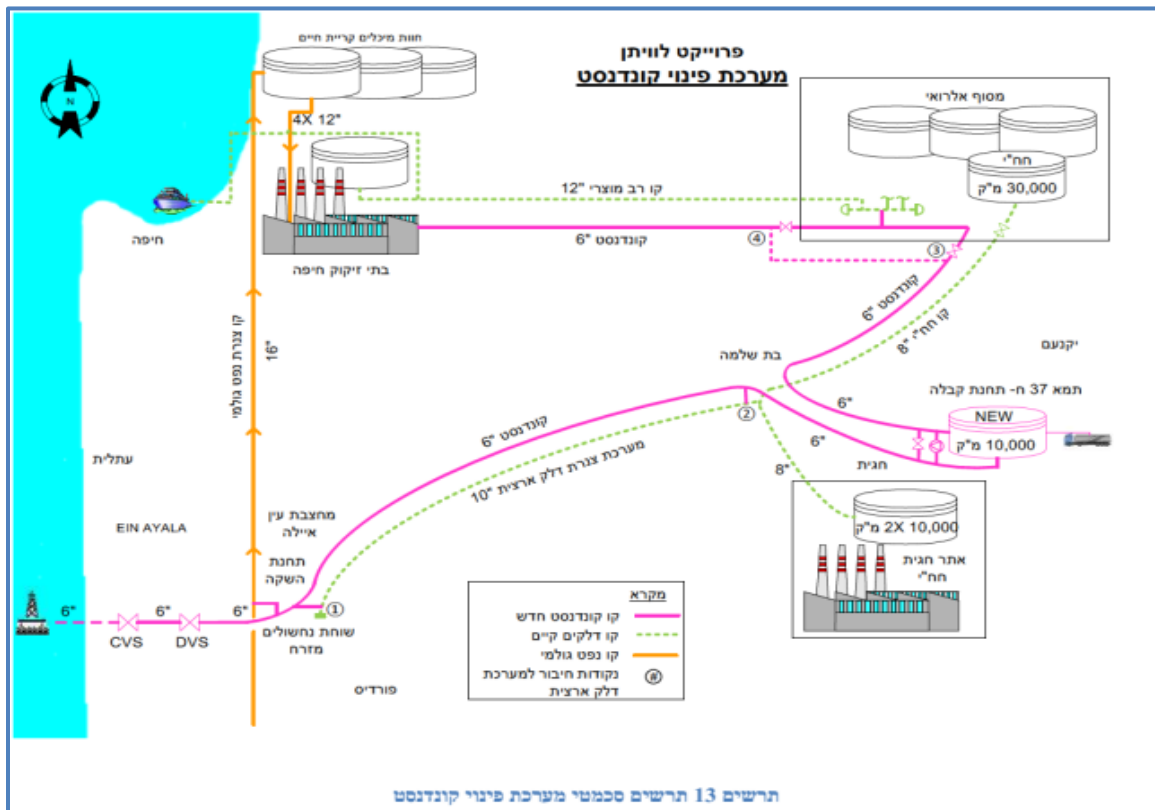 חוות מיכלים קריית חיים
פרוייקט לוויתן
מערכת פינוי קונדנסט
N
4X 12"
מסוף אלרואי
חח"י
30,000 מ"ק
קו רב מוצרי 12"
קונדנסט 6"
④
③
חיפה
בתי זיקוק חיפה
קו צנרת נפט גולמי
16"
קונדנסט 6"
קו חח"י 8"
בת שלמה
יקנעם
תמא 37 ח- תחנת קבלה
NEW
10,000 מ"ק
6"
6"
②
חגית
8"
קונדנסט 6"
מערכת צנרת דלק ארצית 10"
עתלית
EIN AYALA
מחצבת עין
איילה
תחנת
השקה
①
2X 10,000 מ"ק
אתר חגית
חח"י
6"
6"
6"
CVS
DVS
שוחת נחשולים
מזרח
פורדיס
מקרא
קו קונדנסט חדש
קו דלקים קיים
קו נפט גולמי
נקודות חיבור למערכת
דלק ארצית
#
תרשים 13 תרשים סכמטי מערכת פינוי קונדנסט